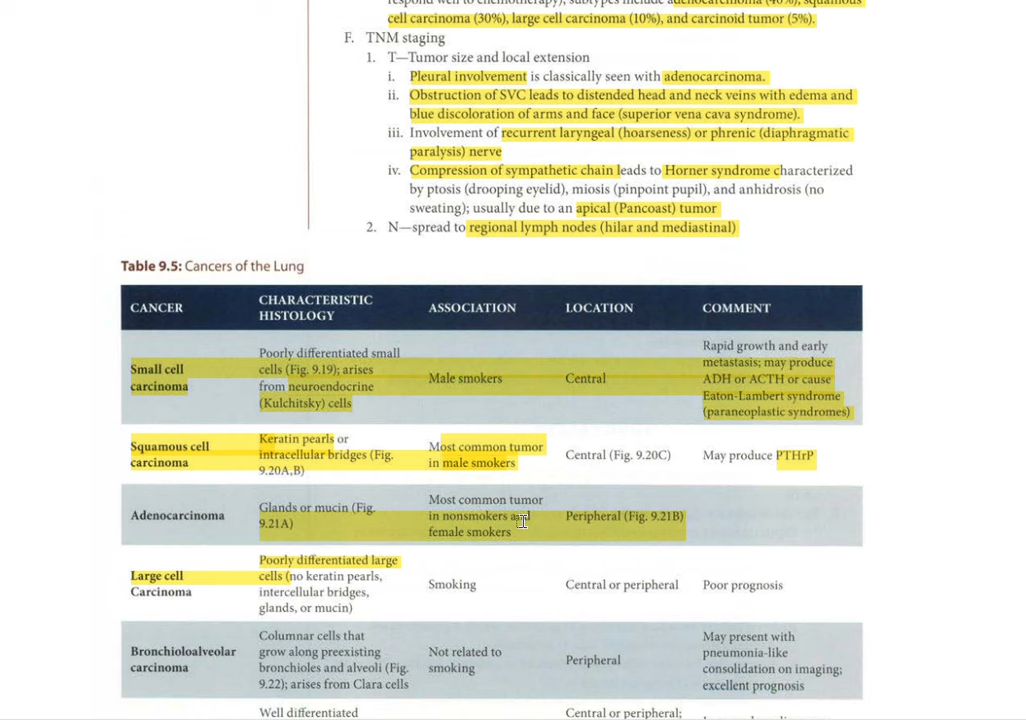 cell carcinoma (30%), large cell carcinoma (10%), and carcinoid tumor (5%).
F. TNM staging
1. T—Tumor size and local extension
i. Pleural involvement is classically seen with adenocarcinoma.
ii. Obstruction of SVC leads to distended head and neck veins with edema and
blue discoloration of arms and face (superior vena cava syndrome).
iii. Involvement of recurrent laryngeal (hoarseness) or phrenic (diaphragmatic
paralysis) nerve
iv. Compression of sympathetic chain leads to Horner syndrome characterized
by ptosis (drooping eyelid), miosis (pinpoint pupil), and anhidrosis (no
sweating); usually due to an apical (Pancoast) tumor
2. N—spread to regional lymph nodes (hilar and mediastinal)
Table 9.5: Cancers of the Lung
CANCER
CHARACTERISTIC
HISTOLOGY
ASSOCIATION
LOCATION
COMMENT
Small cell
carcinoma
Poorly differentiated small
cells (Fig. 9.19); arises
from neuroendocrine
(Kulchitsky) cells
Male smokers
Central
Rapid growth and early
metastasis; may produce
ADH or ACTH or cause
Eaton-Lambert syndrome
(paraneoplastic syndromes)
Squamous cell
carcinoma
Keratin pearls or
intracellular bridges (Fig.
9.20A,B)
Most common tumor
in male smokers
Central (Fig. 9.20C)
May produce PTHrP
Adenocarcinoma
Glands or mucin (Fig.
9.21A)
Most common tumor
in nonsmokers and
female smokers
Peripheral (Fig. 9.21B)
Large cell
Carcinoma
Poorly differentiated large
cells (no keratin pearls,
intercellular bridges,
glands, or mucin)
Smoking
Central or peripheral
Poor prognosis
Bronchioloalveolar
carcinoma
Columnar cells that
grow along preexisting
bronchioles and alveoli (Fig.
9.22); arises from Clara cells
Not related to
smoking
Peripheral
May present with
pneumonia-like
consolidation on imaging;
excellent prognosis
Well differentiated
Central or peripheral;